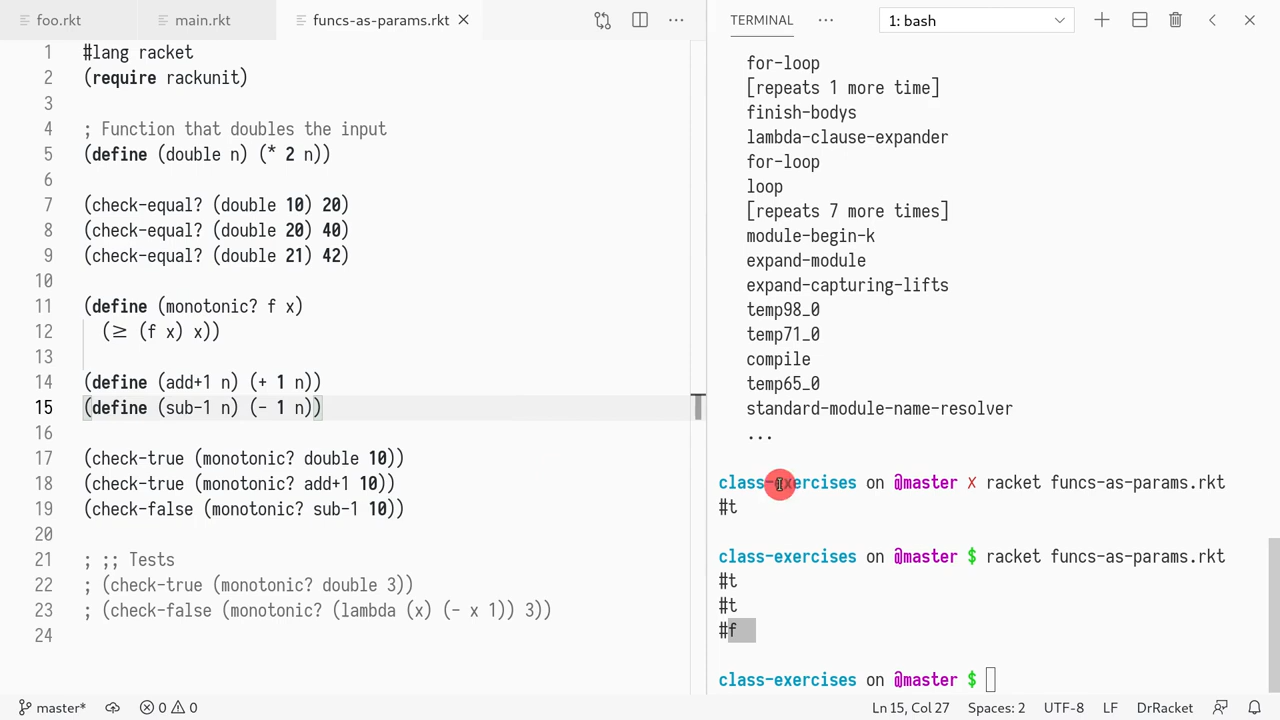 foo.rkt main.rkt funcs-as-params.rkt
1 #lang racket
2 (require rackunit)
3
4 ; Function that doubles the input
5 (define (double n) (* 2 n))
6
7 (check-equal? (double 10) 20)
8 (check-equal? (double 20) 40)
9 (check-equal? (double 21) 42)
10
11 (define (monotonic? f x)
12 (≥ (f x) x))
13
14 (define (add+1 n) (+ 1 n))
15 (define (sub-1 n) (- 1 n))
16
17 (check-true (monotonic? double 10))
18 (check-true (monotonic? add+1 10))
19 (check-false (monotonic? sub-1 10))
20
21 ; ;; Tests
22 ; (check-true (monotonic? double 3))
23 ; (check-false (monotonic? (lambda (x) (- x 1)) 3))
24
TERMINAL ··· 1: bash
for-loop
[repeats 1 more time]
finish-bodys
lambda-clause-expander
for-loop
loop
[repeats 7 more times]
module-begin-k
expand-module
expand-capturing-lifts
temp98_0
temp71_0
compile
temp65_0
standard-module-name-resolver
...
class-exercises on @master ✗ racket funcs-as-params.rkt
#t
class-exercises on @master $ racket funcs-as-params.rkt
#t
#t
#f
class-exercises on @master $
master* 0 0 Ln 15, Col 27 Spaces: 2 UTF-8 LF DrRacket